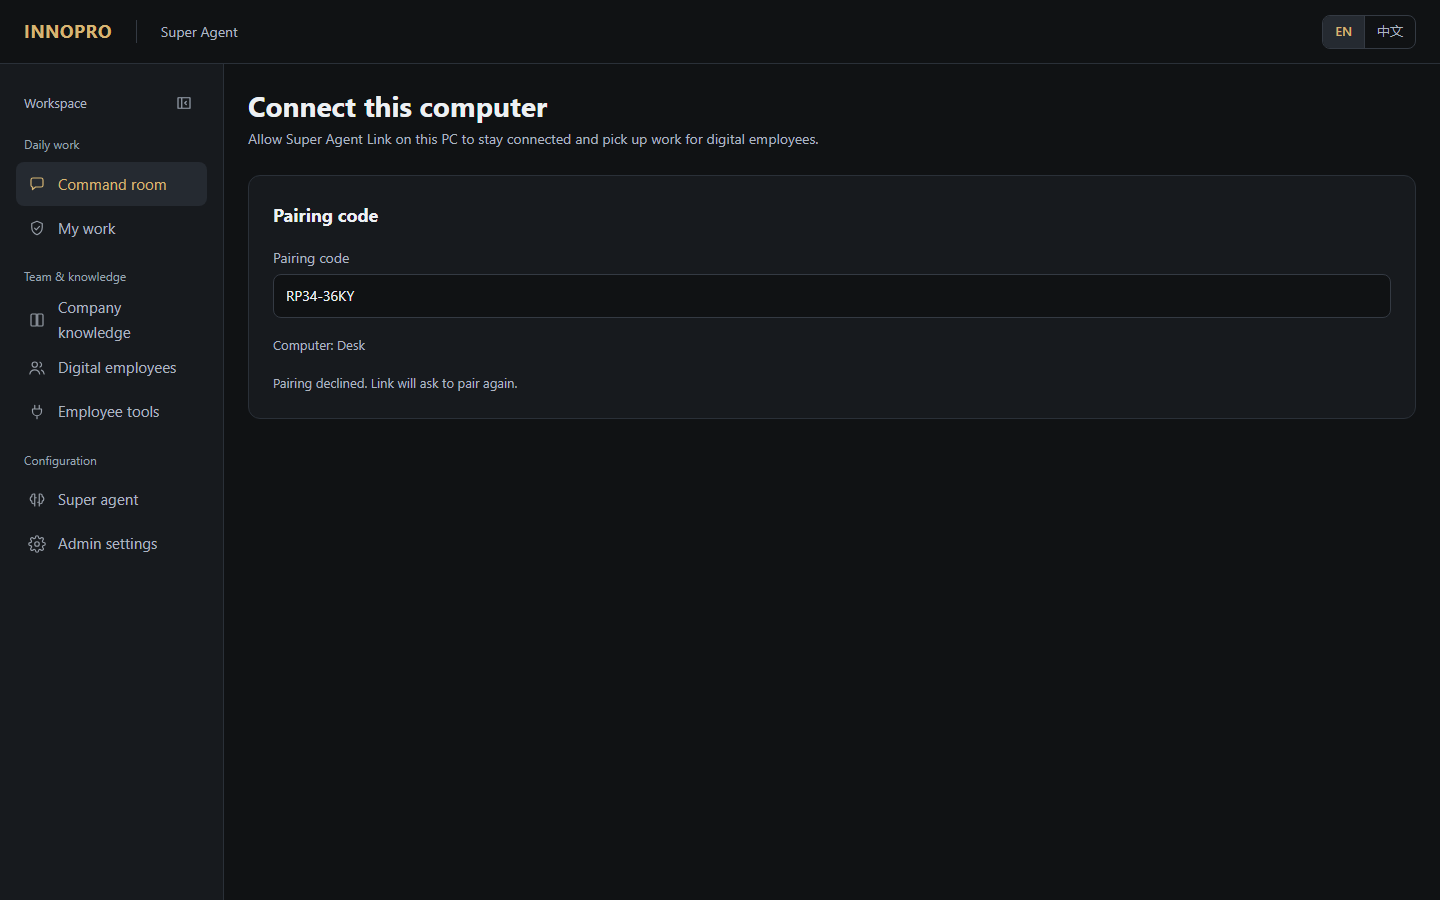 INNOPRO
Super Agent
EN
中文
Workspace
Daily work
Command room
My work
Team & knowledge
Company
knowledge
Digital employees
Employee tools
Configuration
Super agent
Admin settings
Connect this computer
Allow Super Agent Link on this PC to stay connected and pick up work for digital employees.
Pairing code
Pairing code
RP34-36KY
Computer: Desk
Pairing declined. Link will ask to pair again.